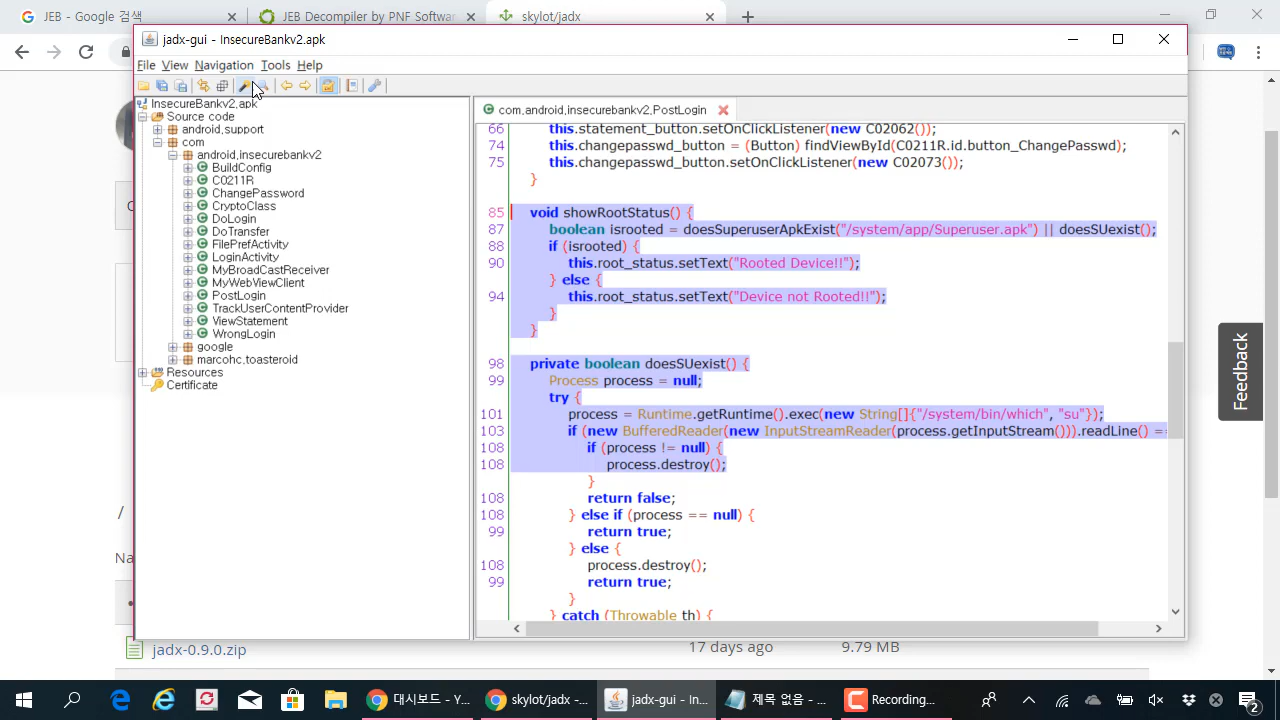 JEB - Google 검색
JEB Decompiler by PNF Softwar
skylot/jadx
jadx-gui - InsecureBankv2.apk
File View Navigation Tools Help
InsecureBankv2.apk
Source code
android.support
com
android.insecurebankv2
BuildConfig
C0211R
ChangePassword
CryptoClass
DoLogin
DoTransfer
FilePrefActivity
LoginActivity
MyBroadCastReceiver
MyWebViewClient
PostLogin
TrackUserContentProvider
ViewStatement
WrongLogin
google
marcohc.toasteroid
Resources
Certificate
com.android.insecurebankv2.PostLogin
66 this.statement_button.setOnClickListener(new C02062());
74 this.changepasswd_button = (Button) findViewById(C0211R.id.button_ChangePasswd);
75 this.changepasswd_button.setOnClickListener(new C02073());
}
85 void showRootStatus() {
87 boolean isrooted = doesSuperuserApkExist("/system/app/Superuser.apk") || doesSUexist();
88 if (isrooted) {
90 this.root_status.setText("Rooted Device!!");
} else {
94 this.root_status.setText("Device not Rooted!!");
}
}
98 private boolean doesSUexist() {
99 Process process = null;
try {
101 process = Runtime.getRuntime().exec(new String[]{"/system/bin/which", "su"});
103 if (new BufferedReader(new InputStreamReader(process.getInputStream())).readLine() ==
108 if (process != null) {
108 process.destroy();
}
108 return false;
108 } else if (process == null) {
99 return true;
} else {
108 process.destroy();
99 return true;
}
} catch (Throwable th) {
Feedback
/
Na
jadx-0.9.0.zip
17 days ago
9.79 MB
대시보드 - Y...
skylot/jadx -...
jadx-gui - In...
제목 없음 - ...
Recording...
2